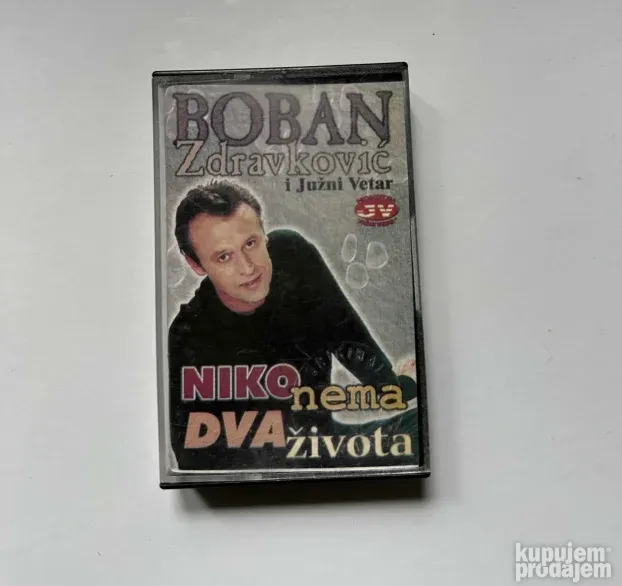 BOBAN
Zdravković
i Južni Vetar
JV
NIKO nema
DVA života
kupujem
prodajem